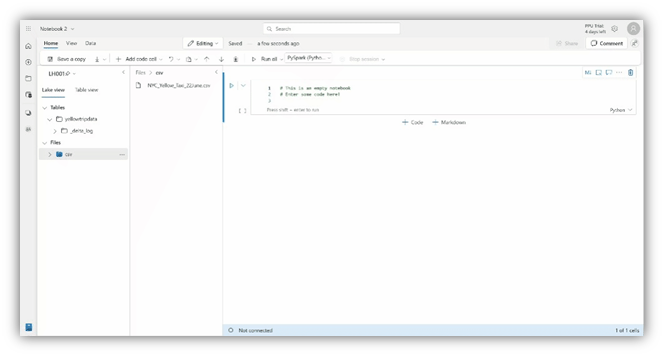 Notebook 2
Search
PPU Trial:
4 days left
Home View Data
Editing Saved a few seconds ago
Share Comment
Save a copy
Add code cell
Run all
PySpark (Pytho...
Stop session
LH001
Files > csv
Lake view Table view
Tables
yellowtripdata
_delta_log
Files
csv
1 # This is an empty notebook
2 # Enter some code here!
3
Press shift + enter to run
Python
[ ]
M↓
+ Code + Markdown
Not connected
1 of 1 cells